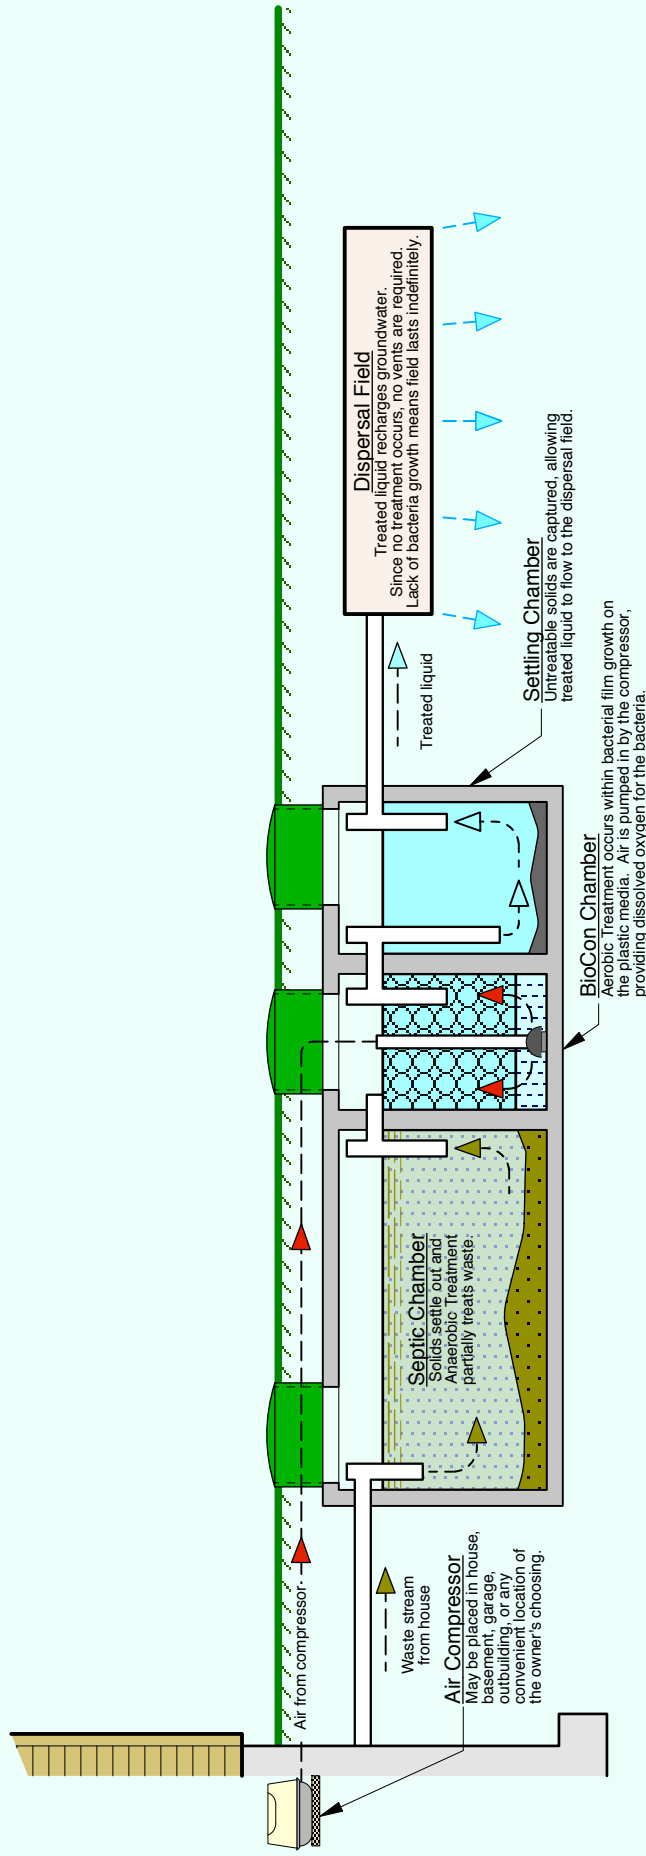 Air from compressor
Waste stream
from house
Air Compressor
May be placed in house,
basement, garage,
outbuilding, or any
convenient location of
the owner's choosing.
Septic Chamber
Solids settle out and
Anaerobic Treatment
partially treats waste.
BioCon Chamber
Aerobic Treatment occurs within bacterial film growth on
the plastic media.  Air is pumped in by the compressor,
providing dissolved oxygen for the bacteria.
Settling Chamber
Untreatable solids are captured, allowing
treated liquid to flow to the dispersal field.
Treated liquid
Dispersal Field
Treated liquid recharges groundwater.
Since no treatment occurs, no vents are required.
Lack of bacteria growth means field lasts indefinitely.